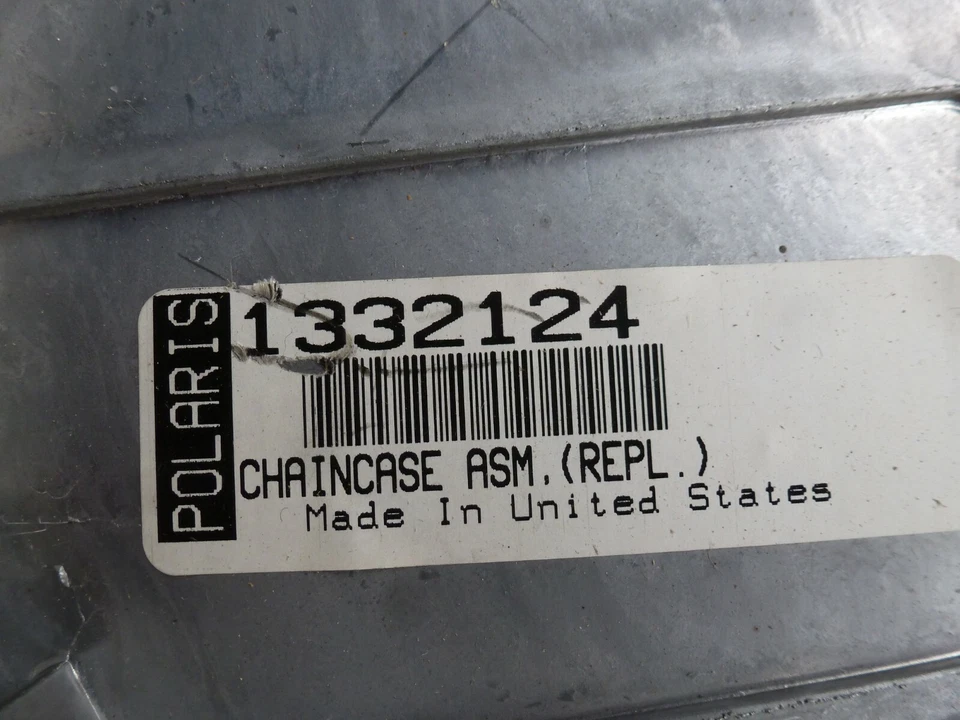 POLARIS
1332124
CHAINCASE ASM.(REPL.)
Made In United States